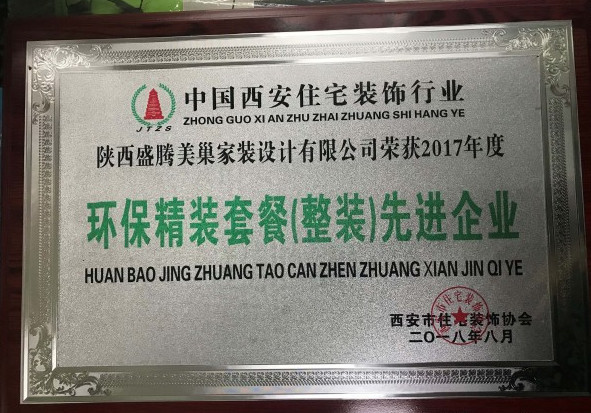 中国西安住宅装饰行业
ZHONG GUO XI AN ZHU ZHAI ZHUANG SHI HANG YE
JTZS
陕西盛腾美巢家装设计有限公司荣获2017年度
环保精装套餐(整装)先进企业
HUAN BAO JING ZHUANG TAO CAN ZHEN ZHUANG XIAN JIN QI YE
西安市住宅装饰协会
二〇一八年八月